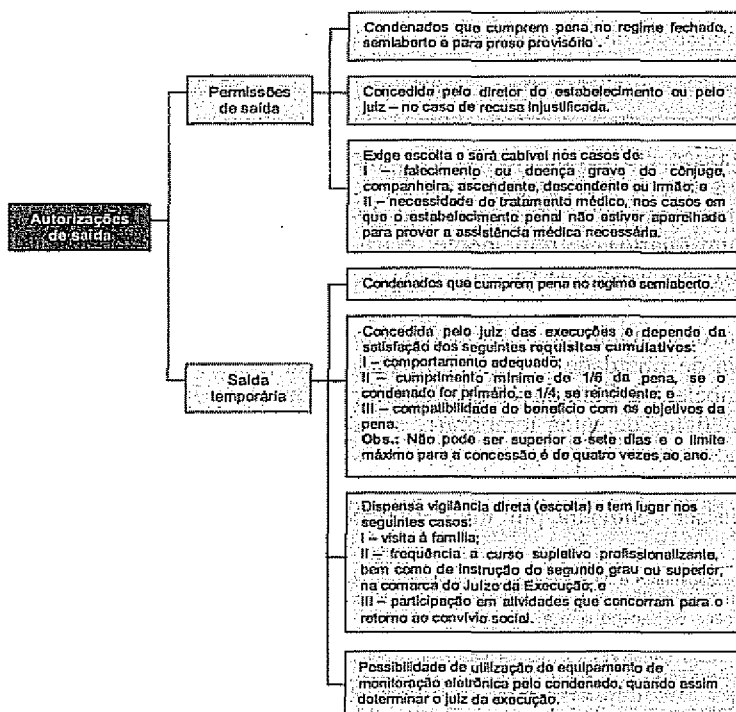 Autorizações
de saída
Permissões
de saída
Condenados que cumprem pena no regime fechado,
semiaberto e para preso provisório .
Concedida pelo diretor do estabelecimento ou pelo
juiz – no caso de recusa injustificada.
Exige escolta e será cabível nos casos de:
I – falecimento ou doença grave do cônjuge,
companheira, ascendente, descendente ou irmão; e
II – necessidade de tratamento médico, nos casos em
que o estabelecimento penal não estiver aparelhado
para prover a assistência médica necessária.
Saída
temporária
Condenados que cumprem pena no regime semiaberto.
Concedida pelo juiz das execuções e depende da
satisfação dos seguintes requisitos cumulativos:
I – comportamento adequado;
II – cumprimento mínimo de 1/6 da pena, se o
condenado for primário, e 1/4, se reincidente; e
III – compatibilidade do benefício com os objetivos da
pena.
Obs.: Não pode ser superior a sete dias e o limite
máximo para a concessão é de quatro vezes ao ano.
Dispensa vigilância direta (escolta) e tem lugar nos
seguintes casos:
I – visita à família;
II – frequência a curso supletivo profissionalizante,
bem como de instrução do segundo grau ou superior,
na comarca do Juízo da Execução; e
III – participação em atividades que concorram para o
retorno ao convívio social.
Possibilidade de utilização de equipamento de
monitoração eletrônica pelo condenado, quando assim
determinar o juiz da execução.